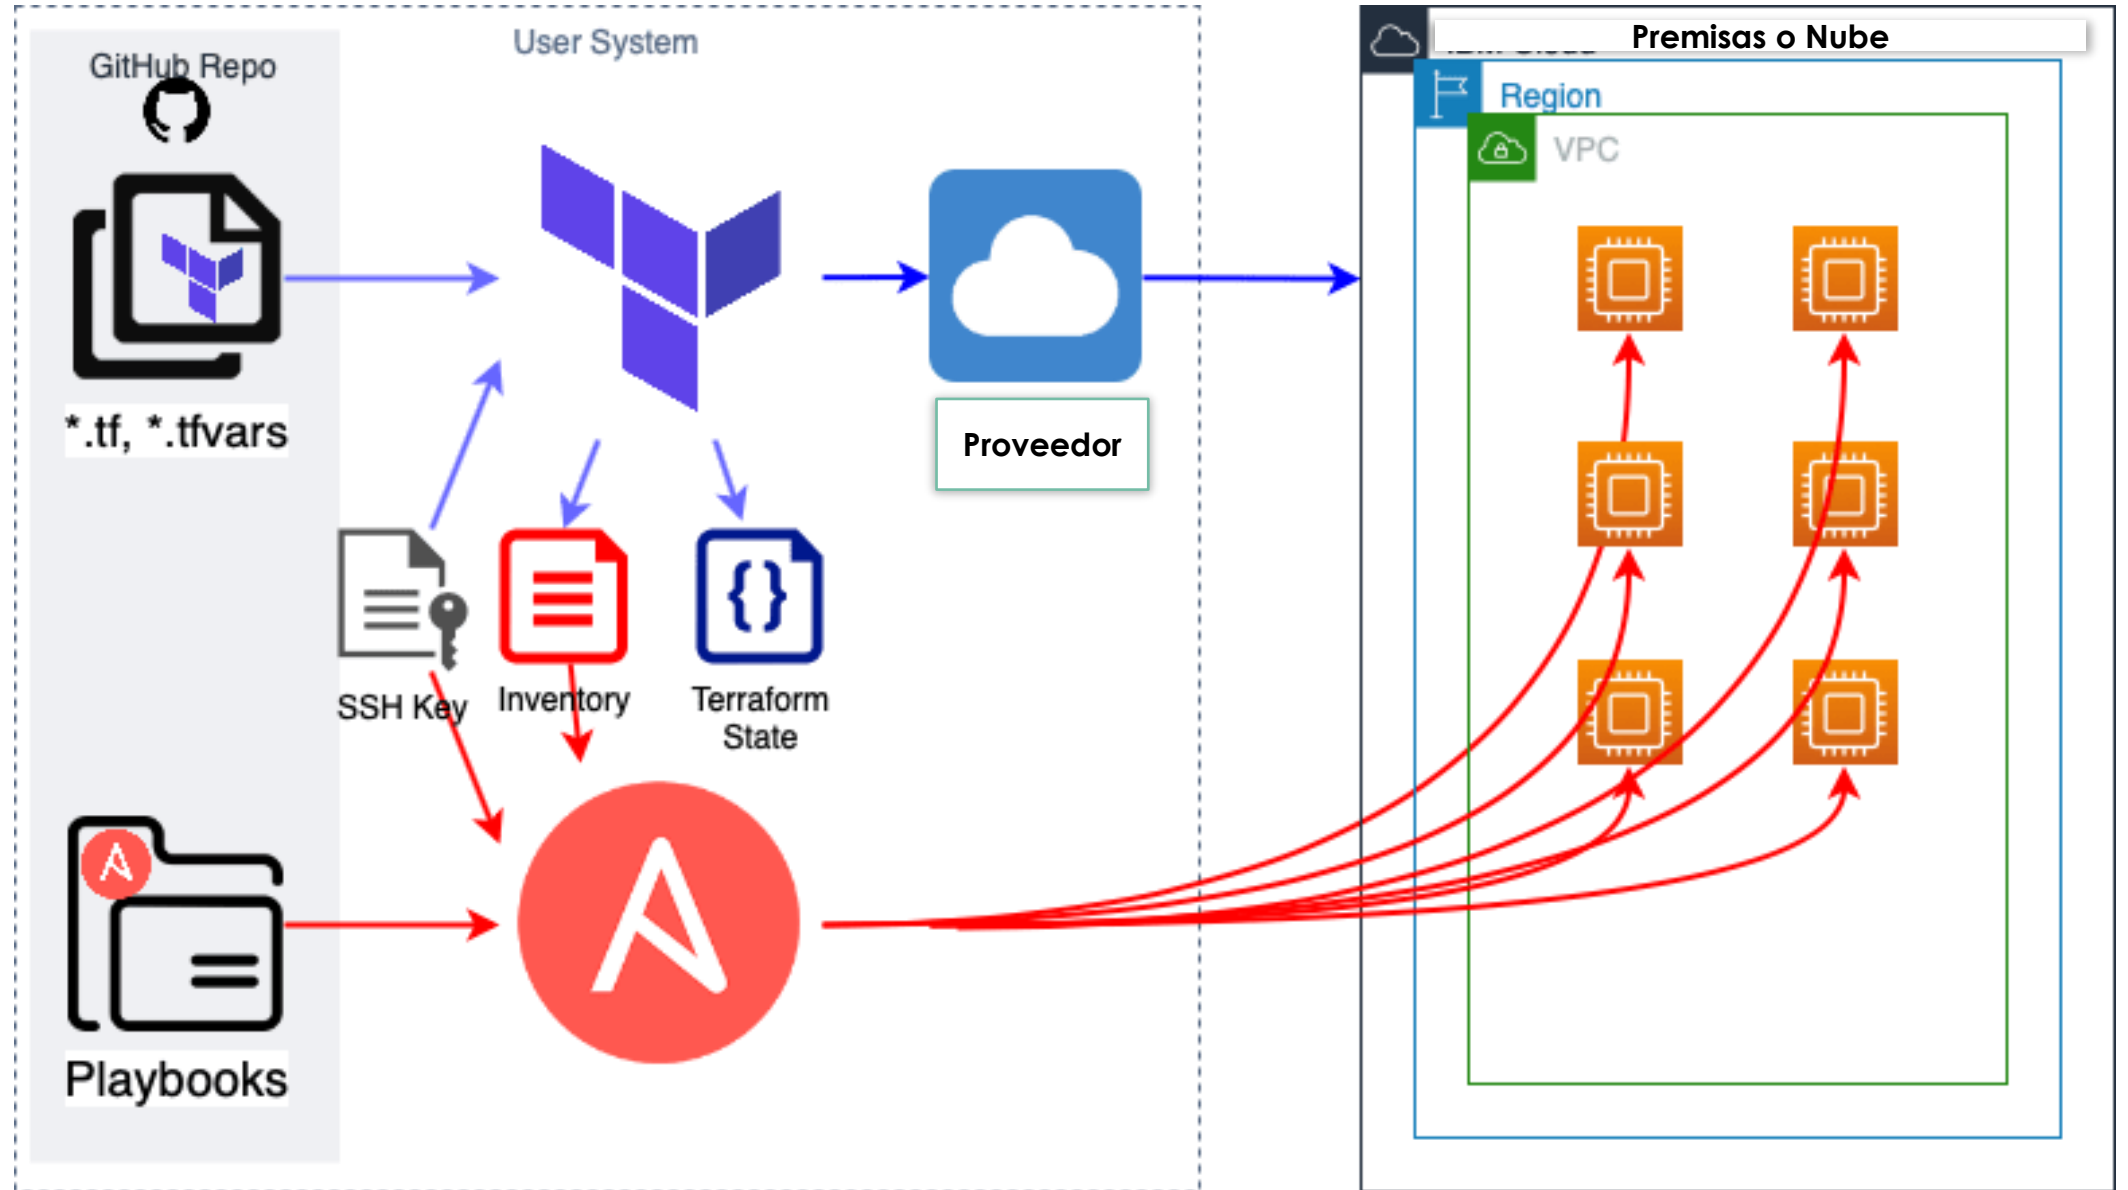 GitHub Repo
User System
Premisas o Nube
Region
VPC
*.tf, *.tfvars
Proveedor
SSH Key
Inventory
Terraform
State
Playbooks